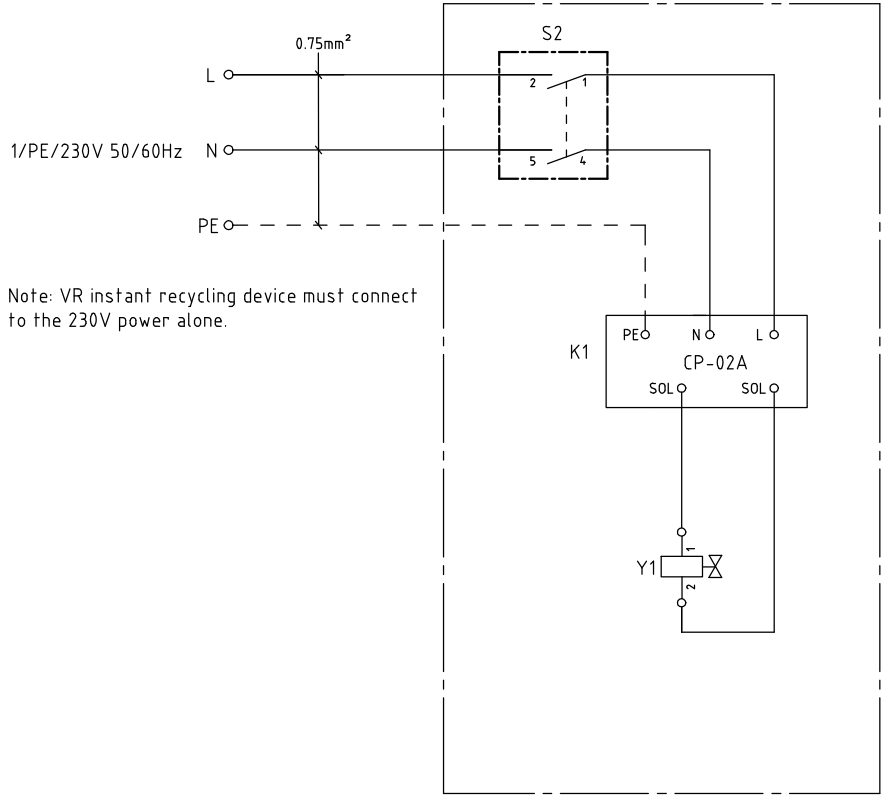 0.75mm²
S2
L
2 1
1/PE/230V 50/60Hz N
5 4
PE
Note: VR instant recycling device must connect
to the 230V power alone.
PE N L
K1
CP-02A
SOL SOL
1
Y1
2